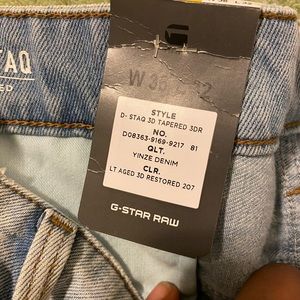 STAQ
W 36
STYLE
D- STAQ 3D TAPERED 3DR
NO.
D08363-9169-9217 81
QLT.
YINZE DENIM
CLR.
LT AGED 3D RESTORED 207
G-STAR RAW